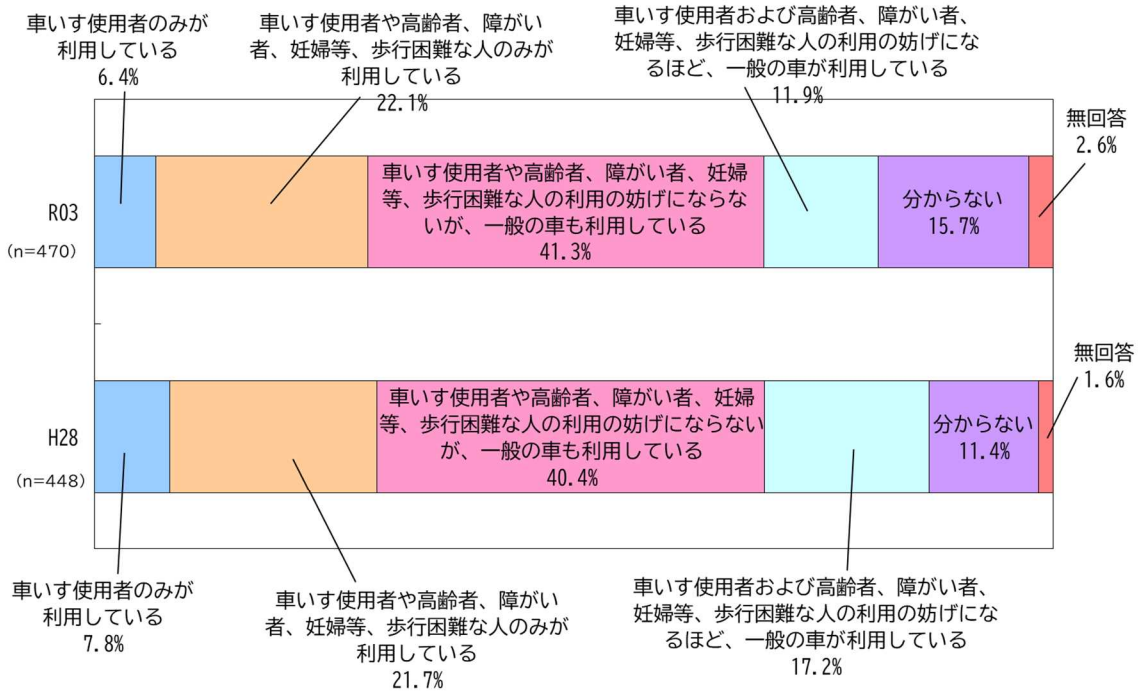 車いす使用者のみが
利用している
6.4%
車いす使用者や高齢者、障がい
者、妊婦等、歩行困難な人のみが
利用している
22.1%
車いす使用者および高齢者、障がい者、
妊婦等、歩行困難な人の利用の妨げにな
るほど、一般の車が利用している
11.9%
無回答
2.6%
R03
(n=470)
車いす使用者や高齢者、障がい者、妊婦
等、歩行困難な人の利用の妨げにならな
いが、一般の車も利用している
41.3%
分からない
15.7%
無回答
1.6%
H28
(n=448)
車いす使用者や高齢者、障がい者、妊婦
等、歩行困難な人の利用の妨げにならない
が、一般の車も利用している
40.4%
分からない
11.4%
車いす使用者のみが
利用している
7.8%
車いす使用者や高齢者、障がい
者、妊婦等、歩行困難な人のみが
利用している
21.7%
車いす使用者および高齢者、障がい者、
妊婦等、歩行困難な人の利用の妨げにな
るほど、一般の車が利用している
17.2%